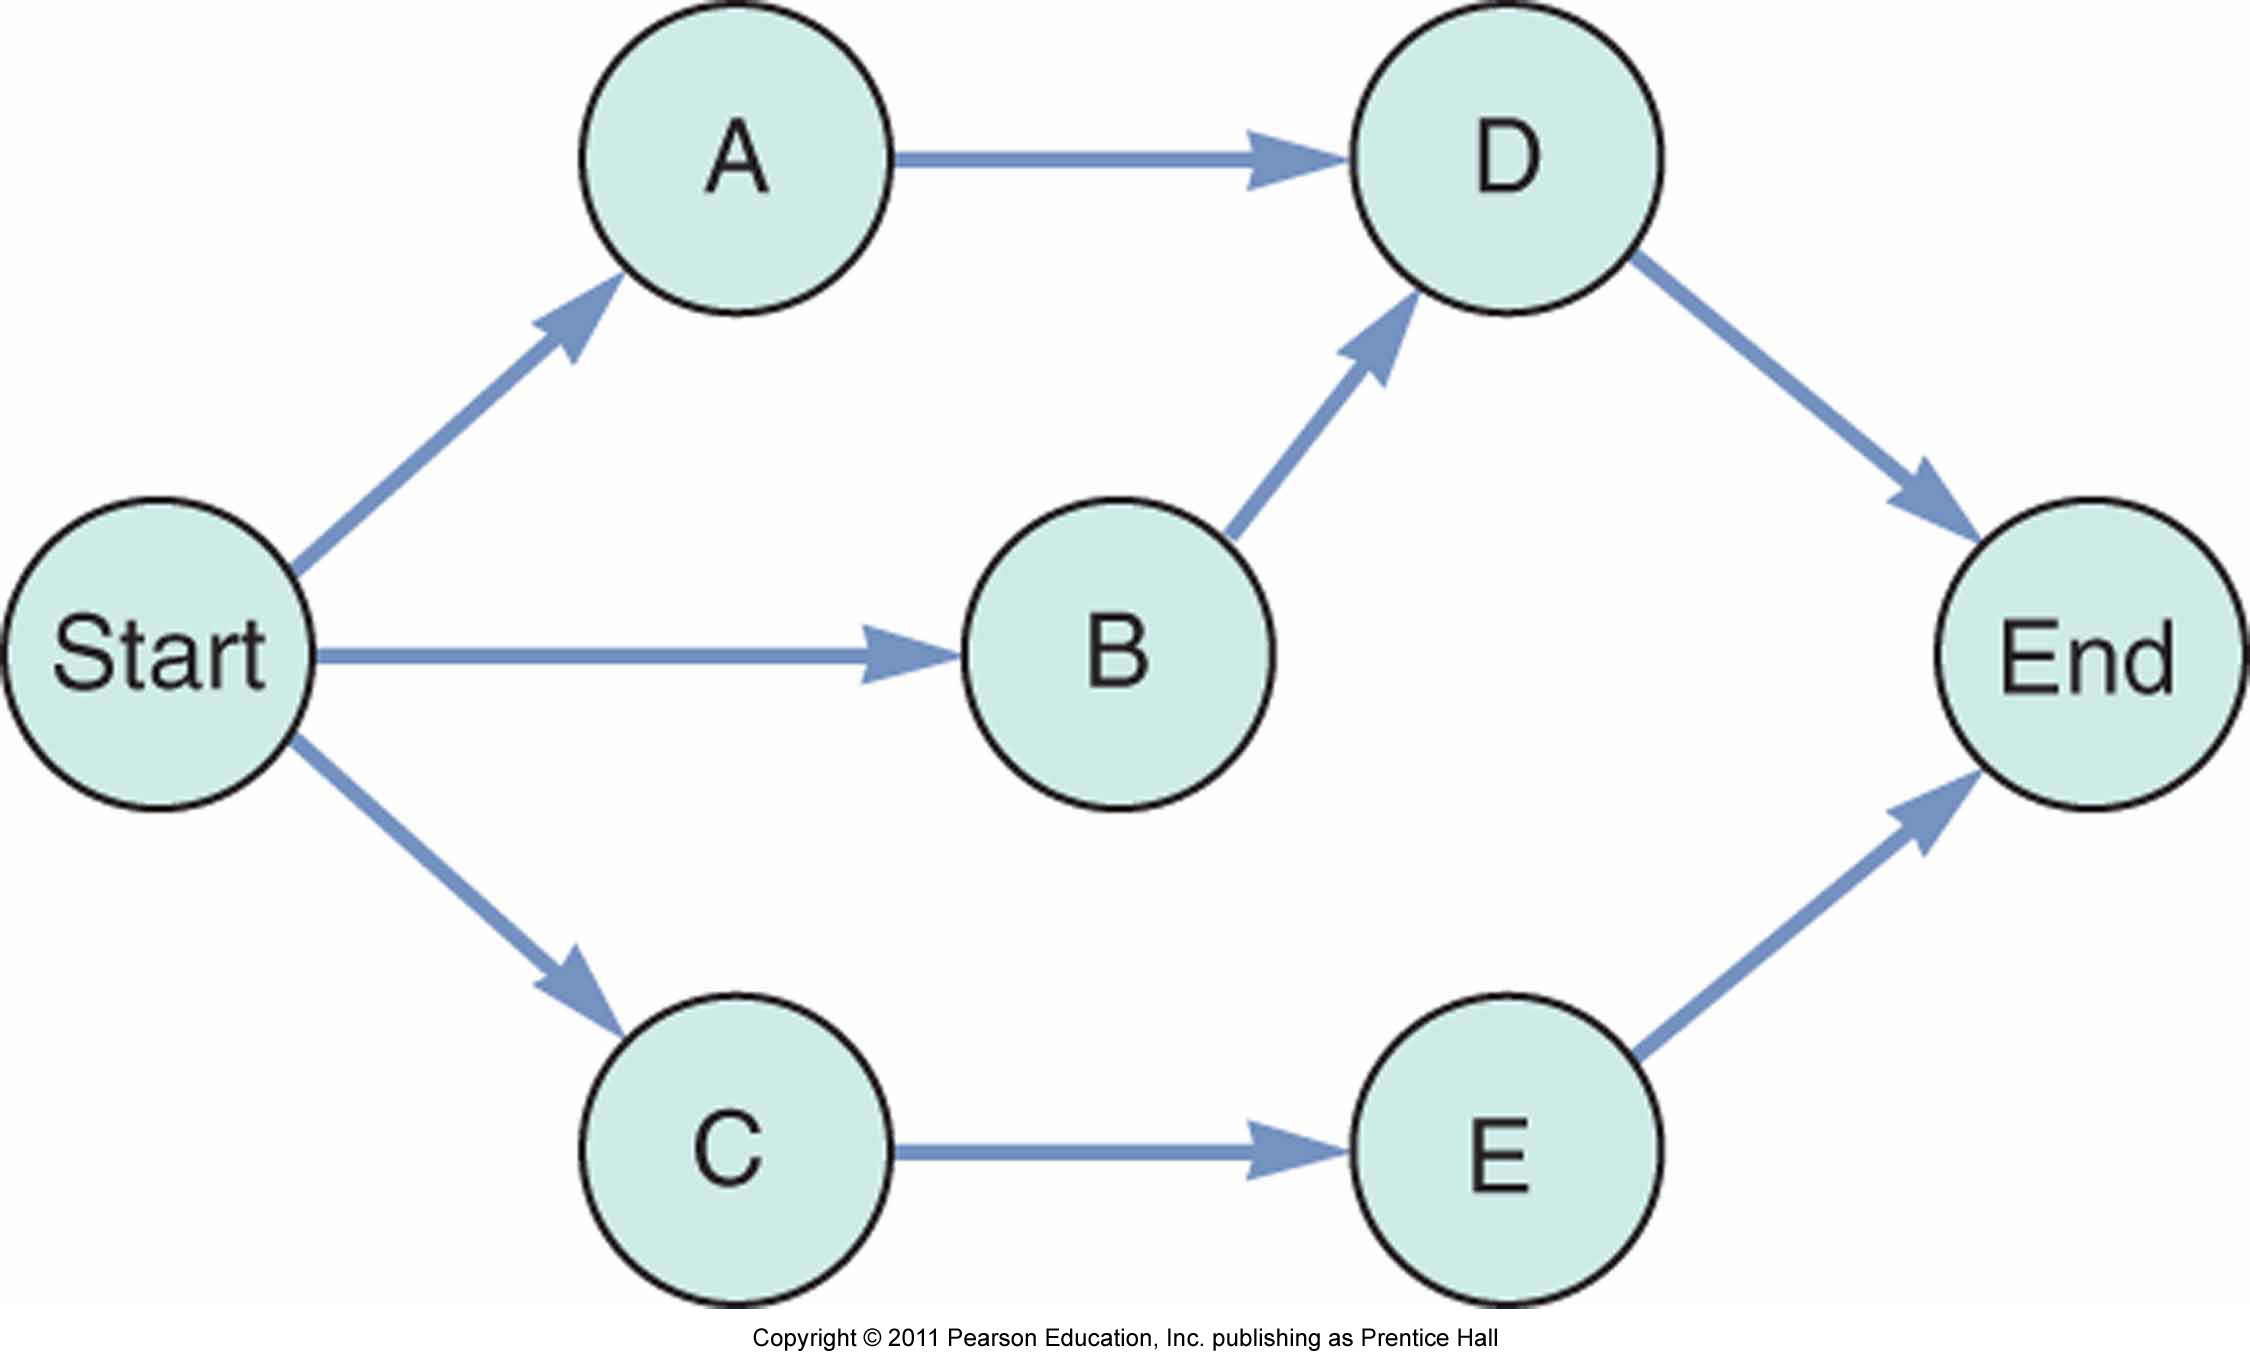 A
D
Start
B
End
C
E
Copyright © 2011 Pearson Education, Inc. publishing as Prentice Hall